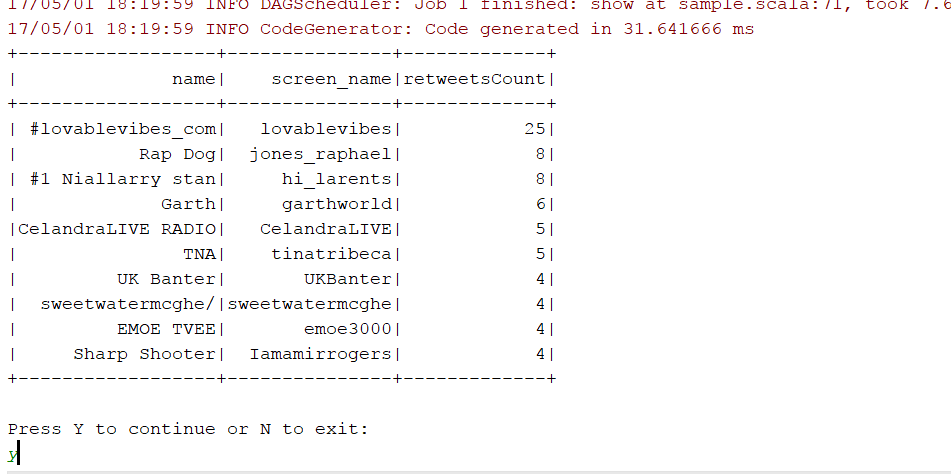 17/05/01 18:19:59 INFO DAGScheduler: Job 1 finished: show at sample.scala:71, took 7.6
17/05/01 18:19:59 INFO CodeGenerator: Code generated in 31.641666 ms
+------------------+---------------+-------------+
|              name|    screen_name|retweetsCount|
+------------------+---------------+-------------+
| #lovablevibes_com|   lovablevibes|           25|
|           Rap Dog|  jones_raphael|            8|
| #1 Niallarry stan|     hi_larents|            8|
|             Garth|     garthworld|            6|
|CelandraLIVE RADIO|   CelandraLIVE|            5|
|               TNA|    tinatribeca|            5|
|         UK Banter|       UKBanter|            4|
|  sweetwatermcghe/|sweetwatermcghe|            4|
|         EMOE TVEE|       emoe3000|            4|
|     Sharp Shooter|  Iamamirrogers|            4|
+------------------+---------------+-------------+
Press Y to continue or N to exit:
y